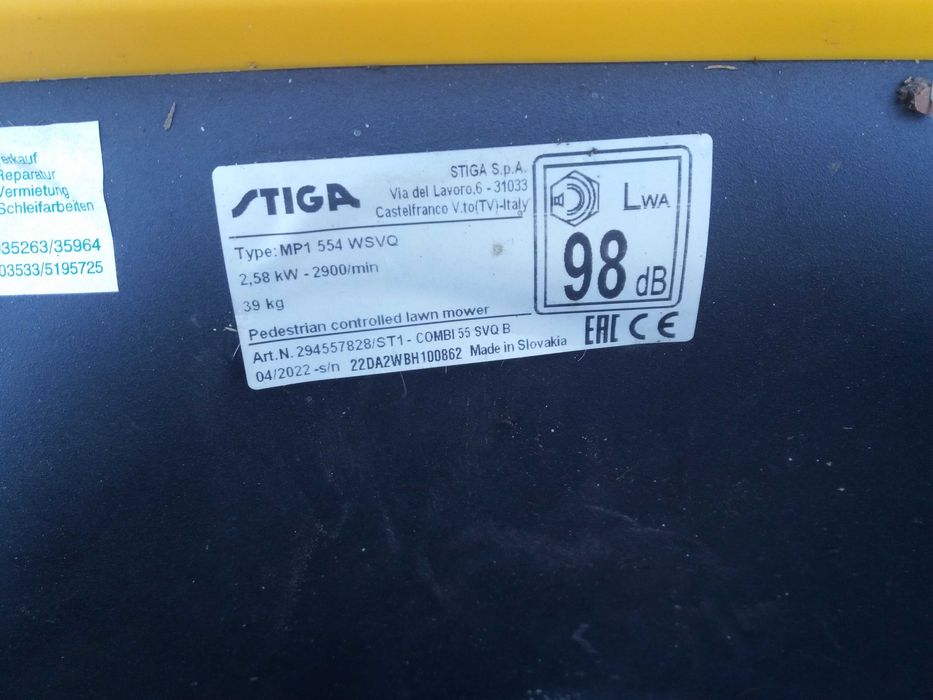 Reparatur
Vermietung
Schleifarbeiten
35263/35964
03533/5195725
STIGA
STIGA S.p.A.
Via del Lavoro,6 - 31033
Castelfranco V.to(TV)-Italy
Type: MP1 554 WSVQ
2,58 kW - 2900/min
39 kg
Pedestrian controlled lawn mower
Art.N. 294557828/ST1 - COMBI 55 SVQ B
04/2022 -s/n 22DA2WBH100862 Made in Slovakia
LWA
98 dB
EAC CE